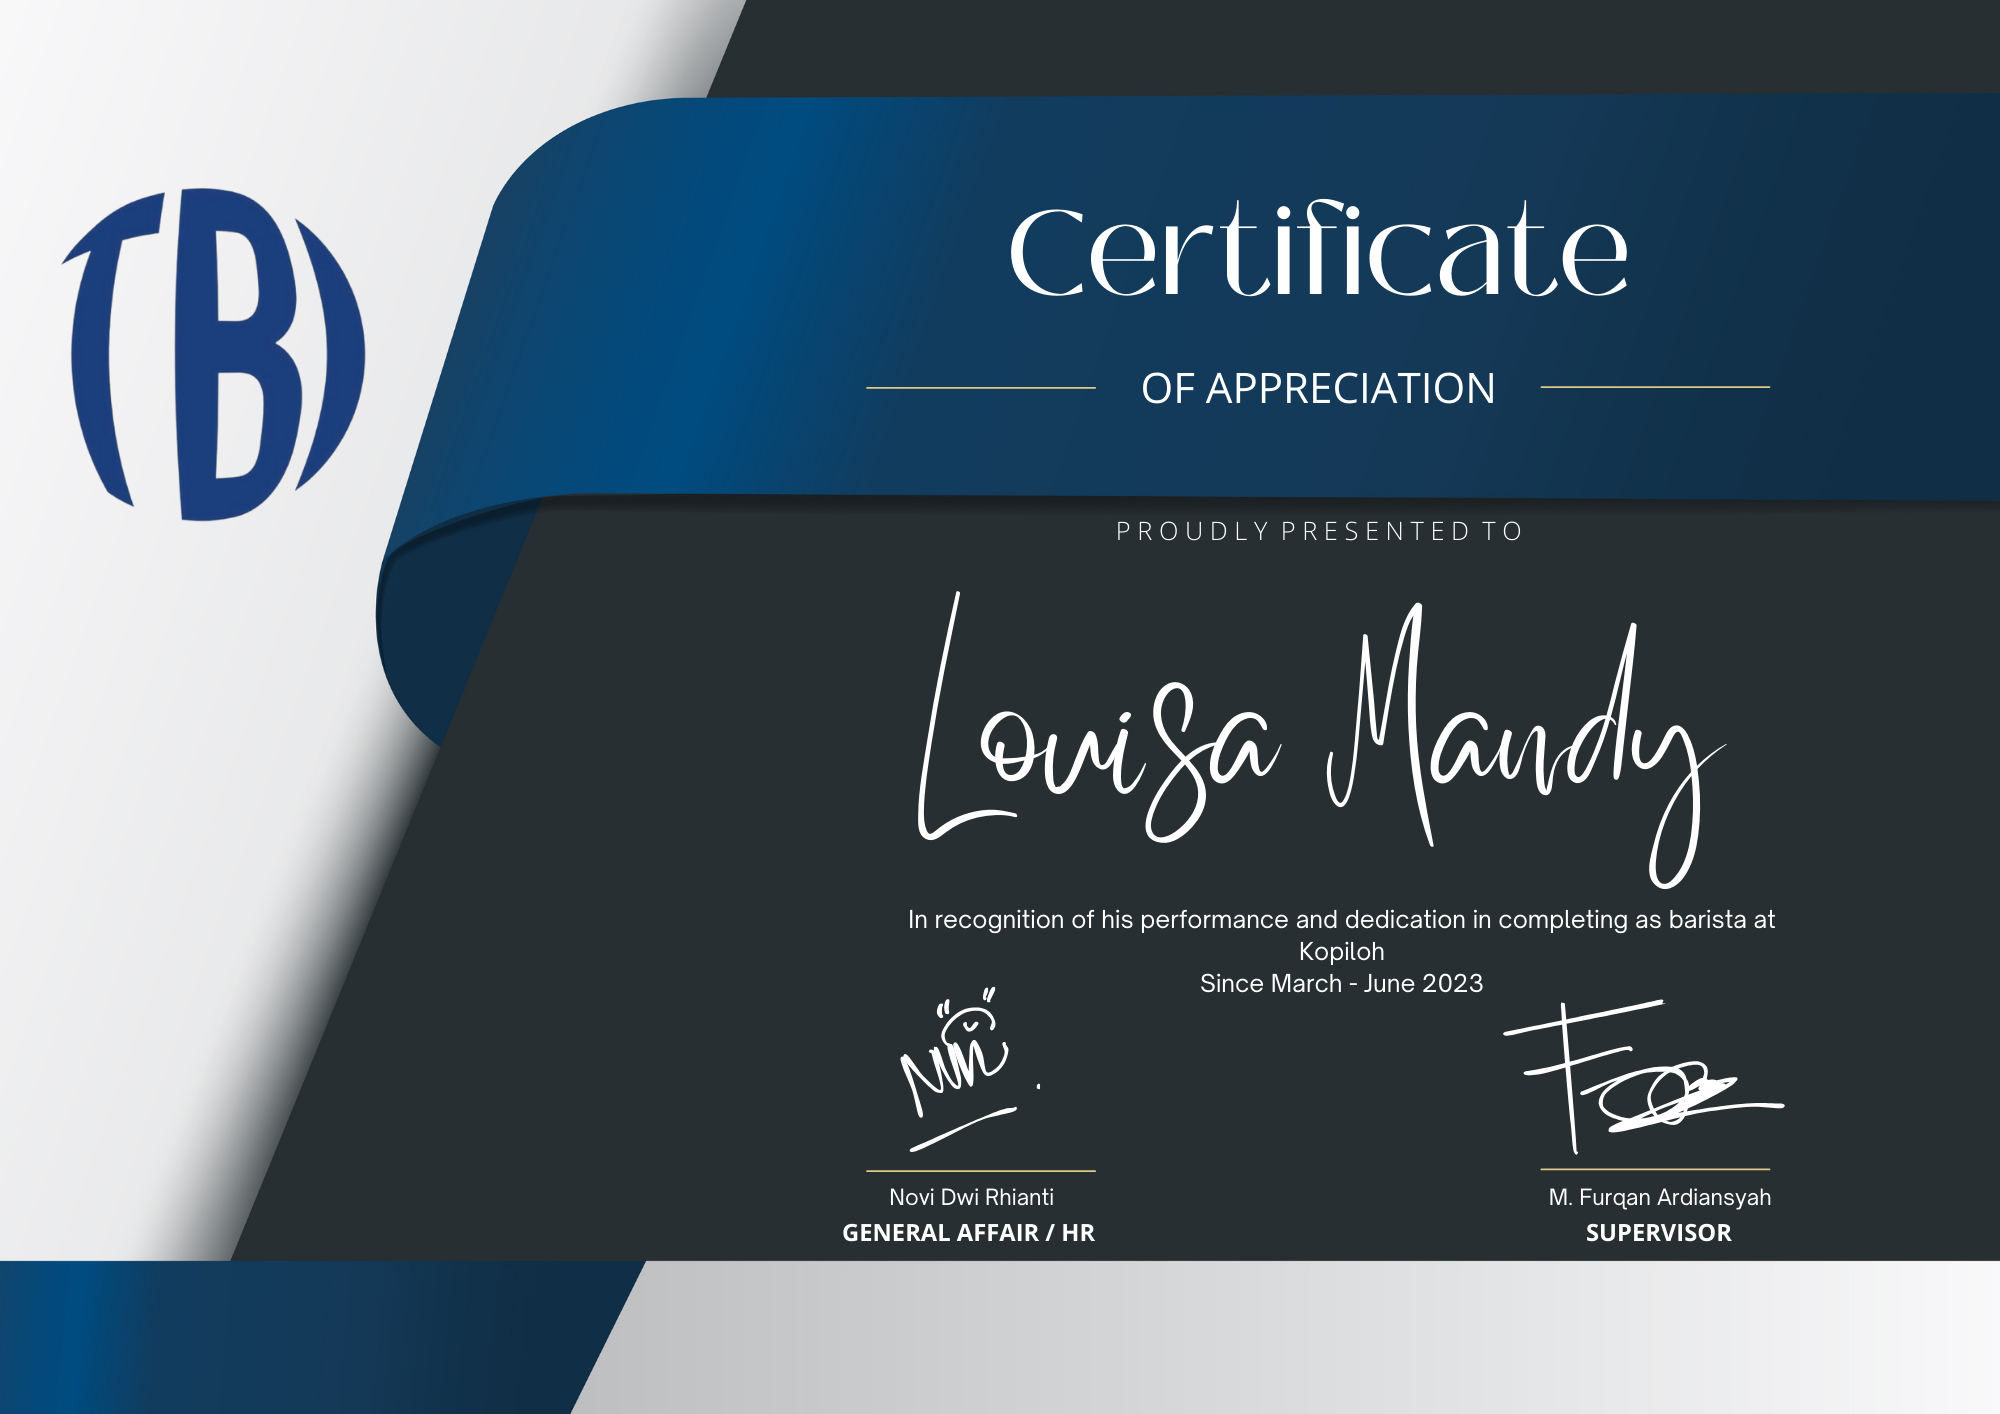 TBI
Certificate
OF APPRECIATION
PROUDLY PRESENTED TO
Louisa Mandy
In recognition of his performance and dedication in completing as barista at
Kopiloh
Since March - June 2023
Novi Dwi Rhianti
GENERAL AFFAIR / HR
M. Furqan Ardiansyah
SUPERVISOR